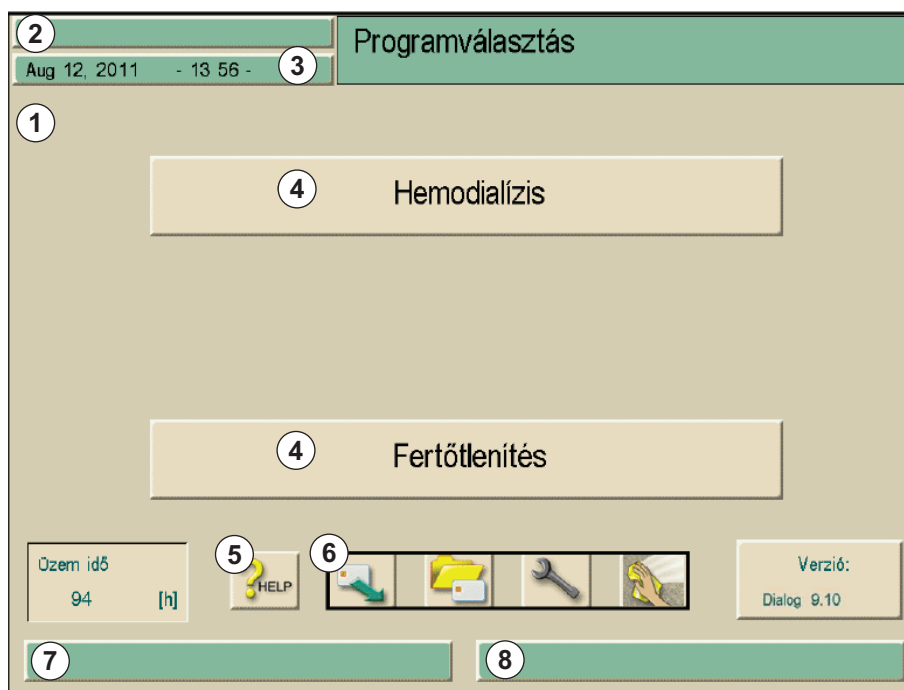 2
Programválasztás
Aug 12, 2011 - 13 56 - 3
1
4 Hemodialízis
4 Fertőtlenítés
5 6
Üzem idő
94 [h]
?HELP
Verzió:
Dialog 9.10
7 8